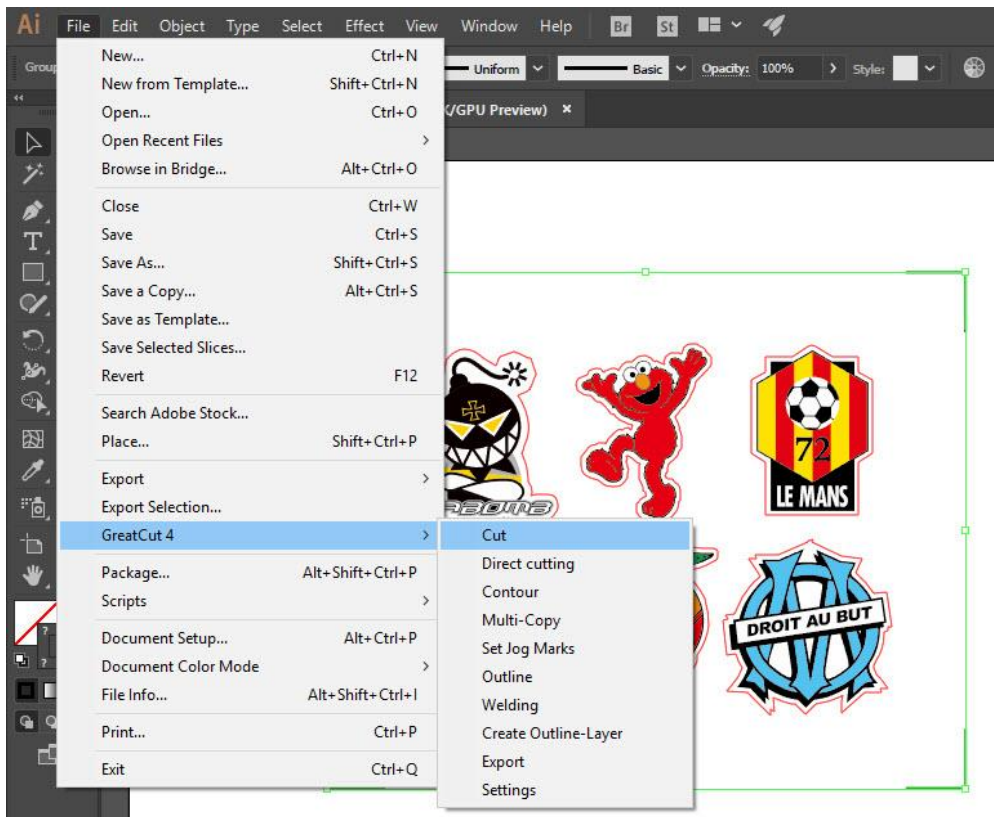 Ai File Edit Object Type Select Effect View Window Help Br St
Group Uniform Basic Opacity: 100% Style:
/GPU Preview) ×
New... Ctrl+N
New from Template... Shift+Ctrl+N
Open... Ctrl+O
Open Recent Files
Browse in Bridge... Alt+Ctrl+O
Close Ctrl+W
Save Ctrl+S
Save As... Shift+Ctrl+S
Save a Copy... Alt+Ctrl+S
Save as Template...
Save Selected Slices...
Revert F12
Search Adobe Stock...
Place... Shift+Ctrl+P
Export
Export Selection...
GreatCut 4
Package... Alt+Shift+Ctrl+P
Scripts
Document Setup... Alt+Ctrl+P
Document Color Mode
File Info... Alt+Shift+Ctrl+I
Print... Ctrl+P
Exit Ctrl+Q
Cut
Direct cutting
Contour
Multi-Copy
Set Jog Marks
Outline
Welding
Create Outline-Layer
Export
Settings
72
LE MANS
DROIT AU BUT